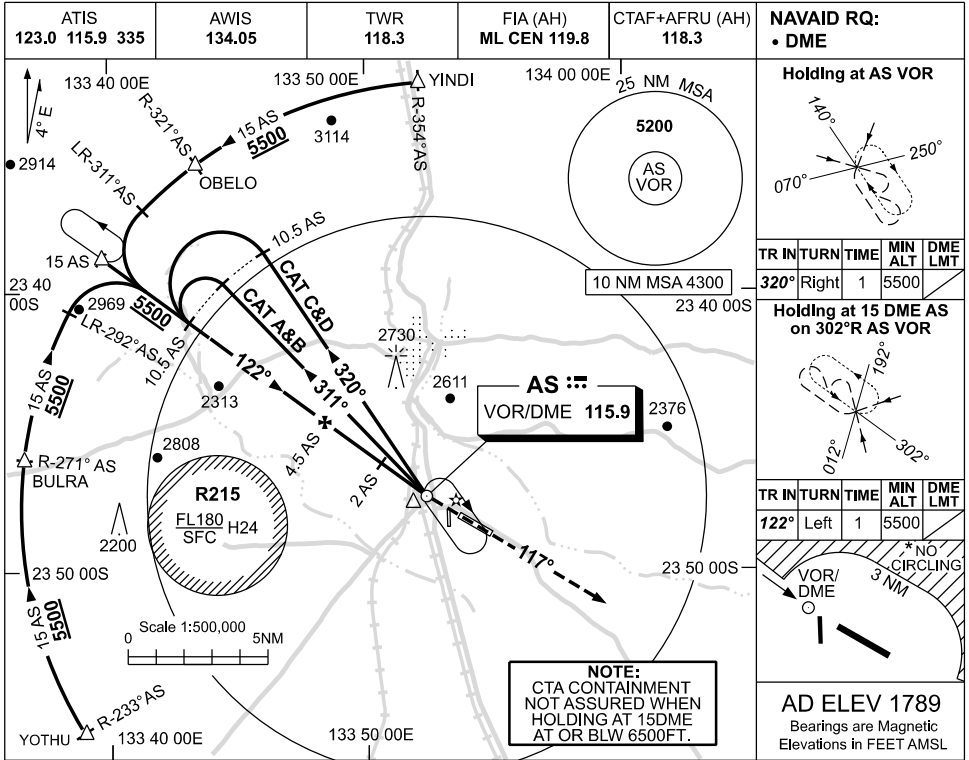 ATIS
123.0 115.9 335
AWIS
134.05
TWR
118.3
FIA (AH)
ML CEN 119.8
CTAF+AFRU (AH)
118.3
NAVAID RQ:
• DME
133 40 00E
133 50 00E
134 00 00E
YINDI
4° E
R-321°AS
15 AS
5500
3114
R-354°AS
2914
LR-311°AS
OBELO
25 NM MSA
5200
AS
VOR
10 NM MSA 4300
15 AS
10.5 AS
23 40
00S
23 40 00S
2969
5500
CAT C&D
CAT A&B
LR-292°AS
10.5 AS
122°
311°
320°
2730
2611
2313
15 AS
5500
AS
VOR/DME 115.9
2376
4.5 AS
2 AS
2808
R-271° AS
BULRA
R215
FL180
SFC
H24
2200
117°
23 50 00S
23 50 00S
15 AS
5500
Scale 1:500,000
0
5NM
R-233°AS
YOTHU
133 40 00E
133 50 00E
NOTE:
CTA CONTAINMENT
NOT ASSURED WHEN
HOLDING AT 15DME
AT OR BLW 6500FT.
Holding at AS VOR
140°
250°
070°
TR IN TURN TIME MIN ALT DME LMT
320° Right 1 5500
Holding at 15 DME AS
on 302°R AS VOR
192°
012°
302°
TR IN TURN TIME MIN ALT DME LMT
122° Left 1 5500
*NO
CIRCLING
3 NM
VOR/
DME
AD ELEV 1789
Bearings are Magnetic
Elevations in FEET AMSL